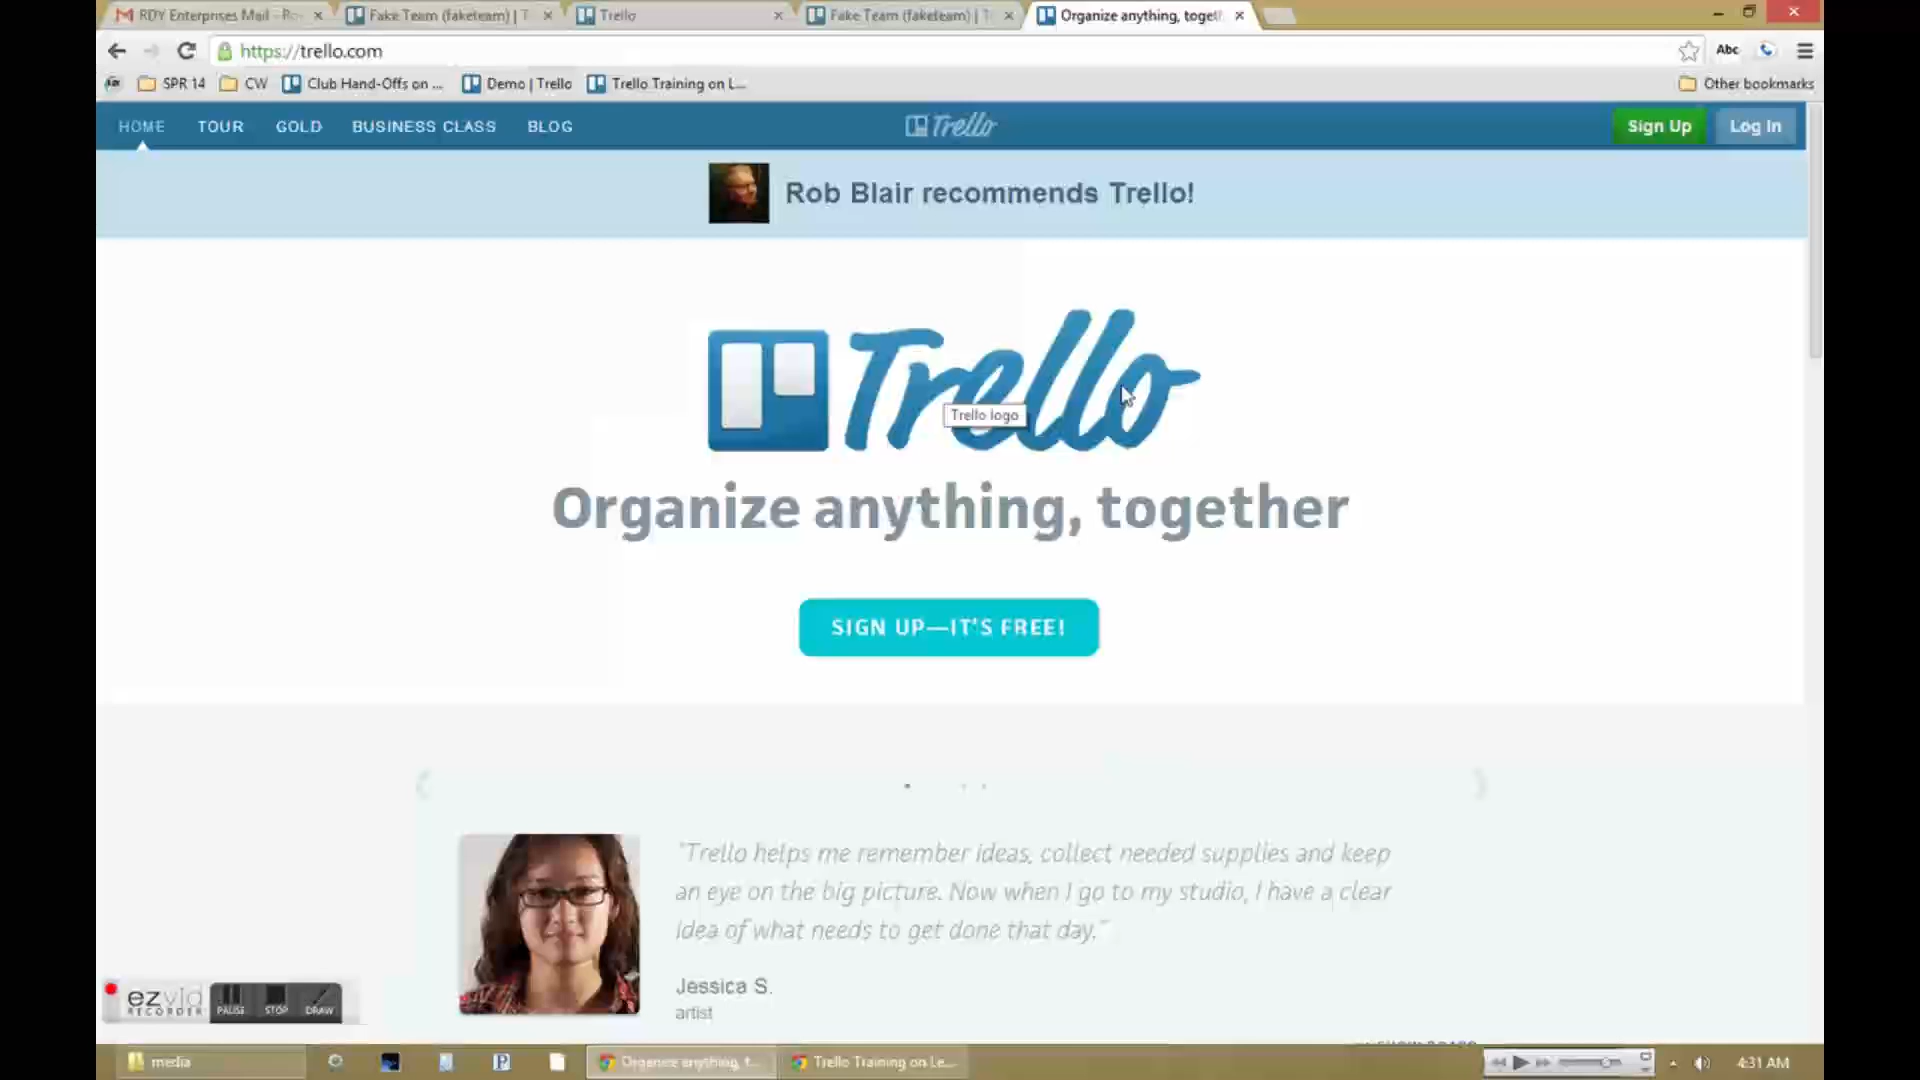 RDY Enterprises Mail - Ro
Fake Team (faketeam) | T
Trello
Fake Team (faketeam) | T
Organize anything, togeth
https://trello.com
Abc
SPR 14
CW
Club Hand-Offs on ...
Demo | Trello
Trello Training on L...
Other bookmarks
HOME
TOUR
GOLD
BUSINESS CLASS
BLOG
Trello
Sign Up
Log In
Rob Blair recommends Trello!
Trello
Trello logo
Organize anything, together
SIGN UP—IT'S FREE!
"Trello helps me remember ideas, collect needed supplies and keep
an eye on the big picture. Now when I go to my studio, I have a clear
idea of what needs to get done that day."
Jessica S.
artist
ezvid
RECORDER
PAUSE
STOP
DRAW
media
Organize anything, t...
Trello Training on Le...
4:31 AM